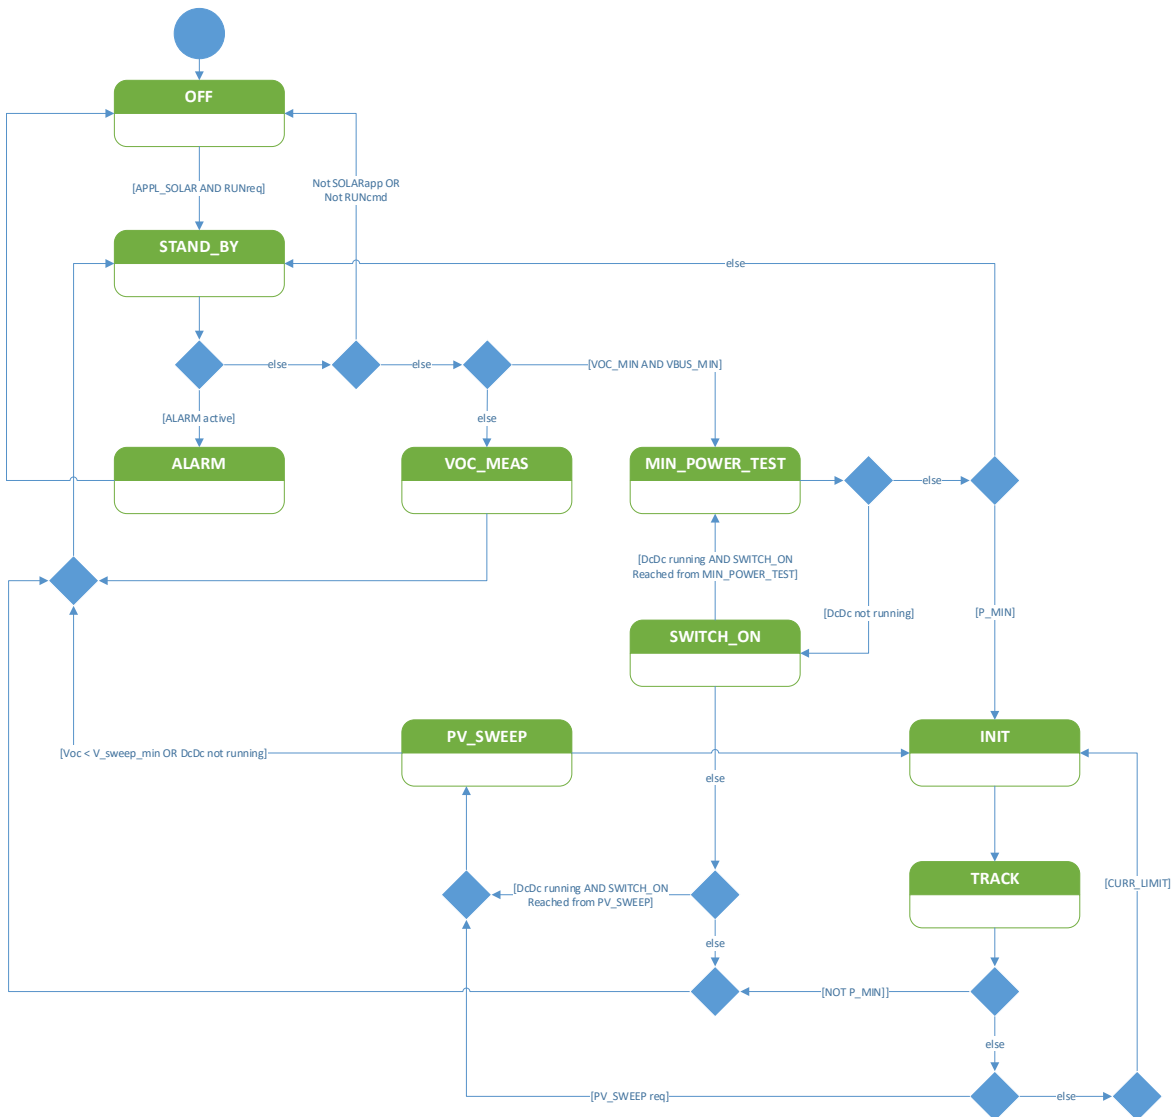 OFF
[APPL_SOLAR AND RUNreq]
Not SOLARapp OR
Not RUNcmd
STAND_BY
else
else
else
[VOC_MIN AND VBUS_MIN]
[ALARM active]
else
ALARM
VOC_MEAS
MIN_POWER_TEST
else
[DcDc running AND SWITCH_ON
Reached from MIN_POWER_TEST]
[DcDc not running]
[P_MIN]
SWITCH_ON
PV_SWEEP
INIT
[Voc < V_sweep_min OR DcDc not running]
else
TRACK
[CURR_LIMIT]
[DcDc running AND SWITCH_ON
Reached from PV_SWEEP]
else
[NOT P_MIN]]
else
[PV_SWEEP req]
else